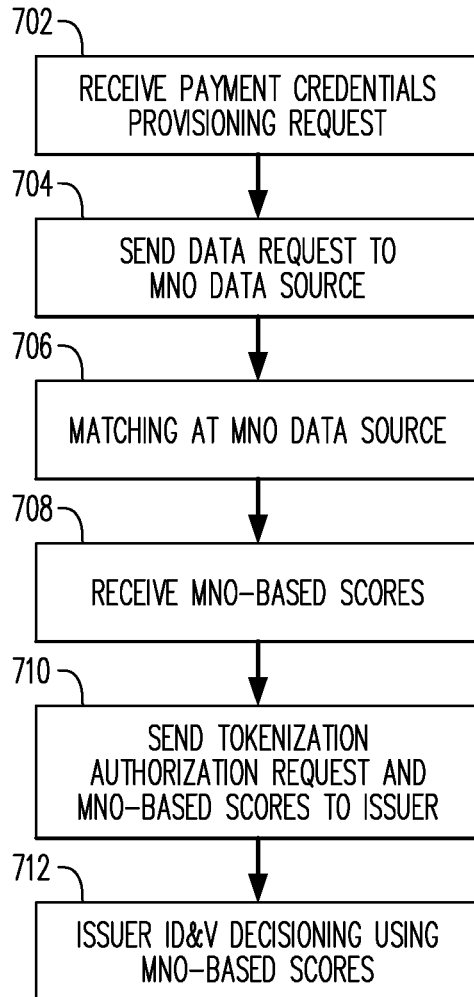 702
RECEIVE PAYMENT CREDENTIALS
PROVISIONING REQUEST
704
SEND DATA REQUEST TO
MNO DATA SOURCE
706
MATCHING AT MNO DATA SOURCE
708
RECEIVE MNO-BASED SCORES
710
SEND TOKENIZATION
AUTHORIZATION REQUEST AND
MNO-BASED SCORES TO ISSUER
712
ISSUER ID&V DECISIONING USING
MNO-BASED SCORES